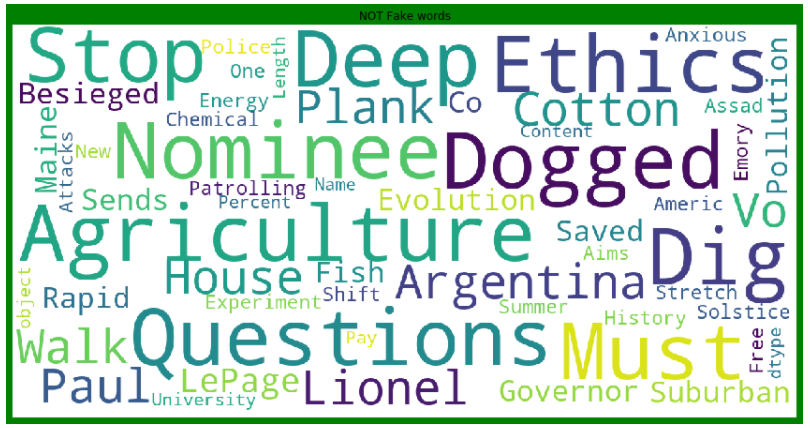 NOT Fake words
Stop
Deep
Ethics
Police
Anxious
One
Length
Besieged
Energy
Plank
Co
Cotton
Assad
Pollution
Chemical
Content
Maine
Attacks
New
Nominee
Dogged
Emory
Patrolling
Name
Sends
Percent
Evolution
Americ
Vo
Agriculture
Saved
Aims
Dig
House
Fish
Argentina
object
Rapid
Experiment
Shift
Stretch
Summer
Solstice
History
Walk
Questions
Pay
Must
Free
dtype
Paul
LePage
University
Lionel
Governor
Suburban